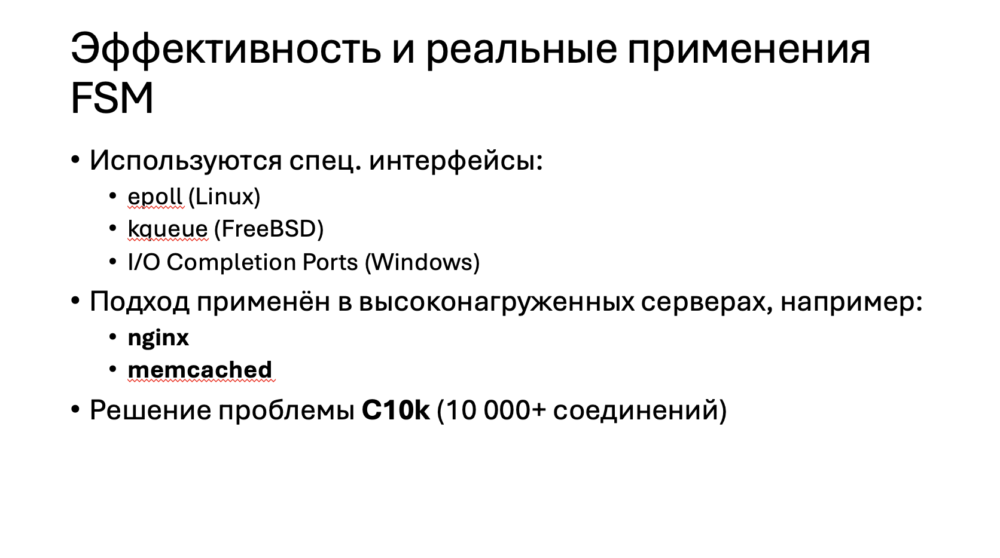 Эффективность и реальные применения
FSM
• Используются спец. интерфейсы:
• epoll (Linux)
• kqueue (FreeBSD)
• I/O Completion Ports (Windows)
• Подход применён в высоконагруженных серверах, например:
• nginx
• memcached
• Решение проблемы C10k (10 000+ соединений)